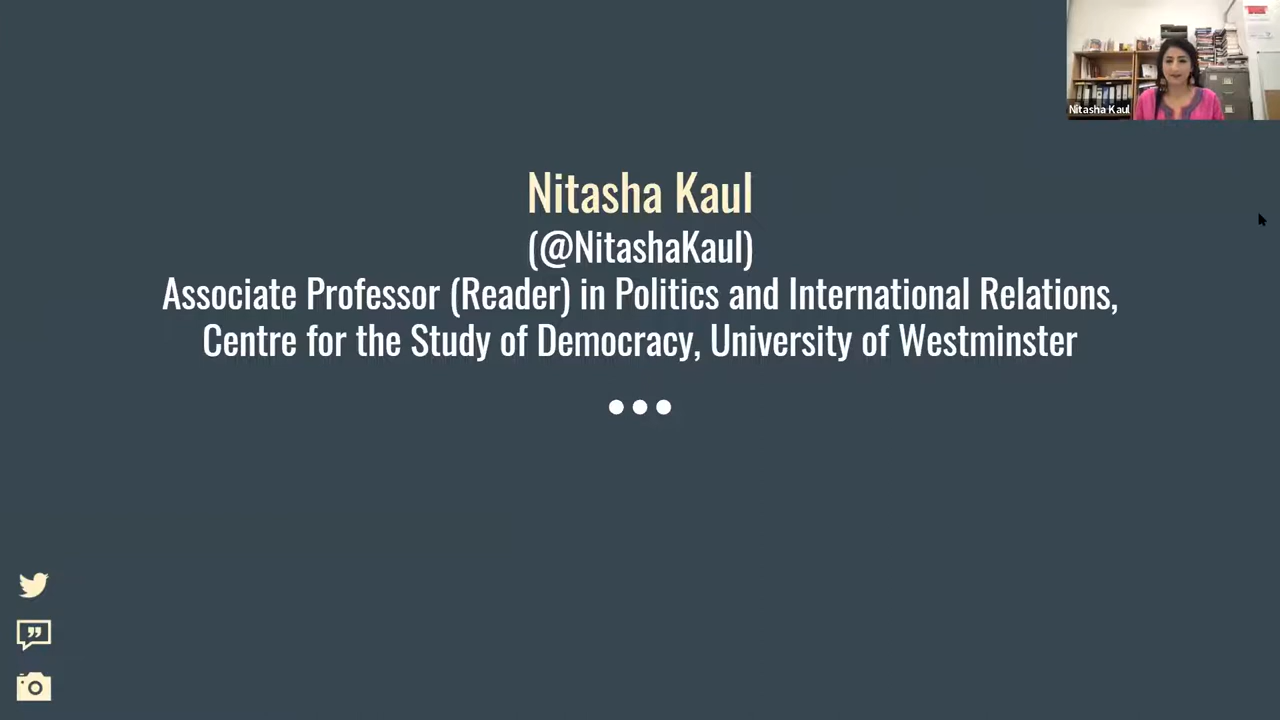 Nitasha Kaul
Nitasha Kaul
(@NitashaKaul)
Associate Professor (Reader) in Politics and International Relations,
Centre for the Study of Democracy, University of Westminster